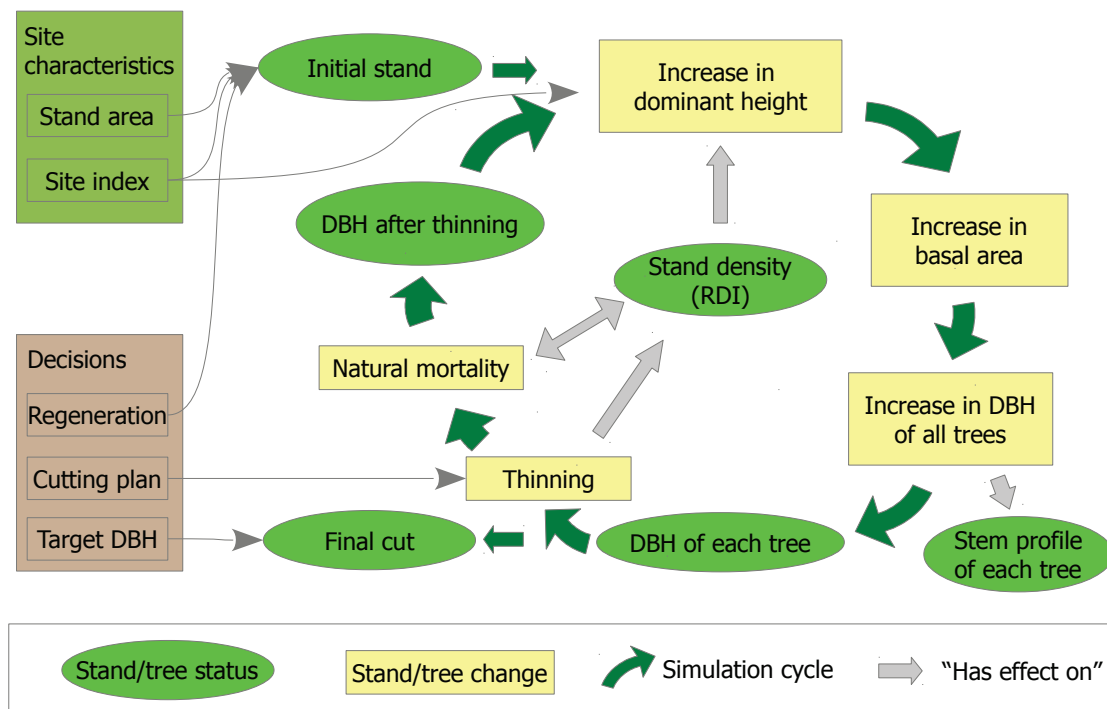 Site
characteristics
Stand area
Site index
Initial stand
Increase in
dominant height
DBH after thinning
Stand density
(RDI)
Increase in
basal area
Decisions
Regeneration
Cutting plan
Target DBH
Natural mortality
Increase in DBH
of all trees
Thinning
Final cut
DBH of each tree
Stem profile
of each tree
Stand/tree status
Stand/tree change
Simulation cycle
“Has effect on”